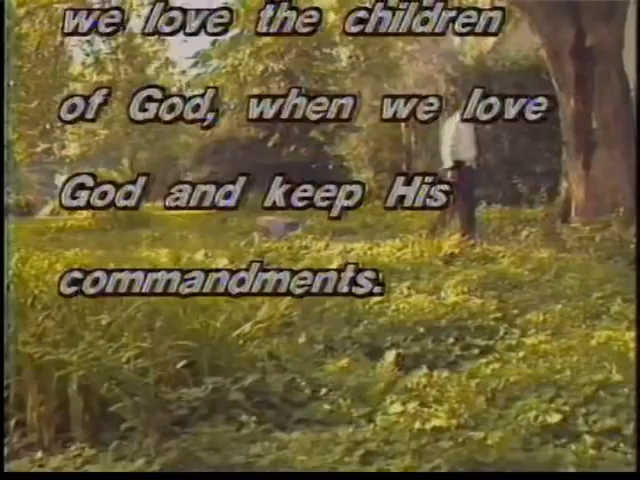 we love the children
of God, when we love
God and keep His
commandments.